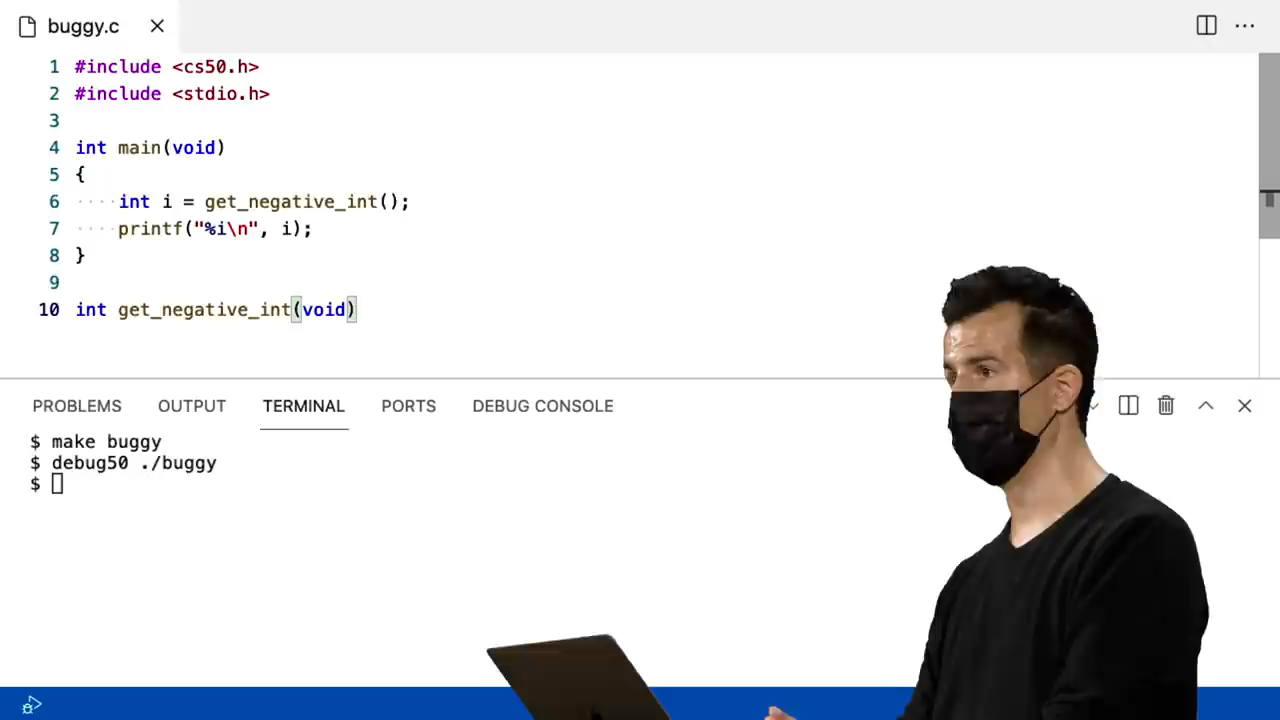 buggy.c
1 #include <cs50.h>
2 #include <stdio.h>
3
4 int main(void)
5 {
6 ····int i = get_negative_int();
7 ····printf("%i\n", i);
8 }
9
10 int get_negative_int(void)
PROBLEMS OUTPUT TERMINAL PORTS DEBUG CONSOLE
$ make buggy
$ debug50 ./buggy
$